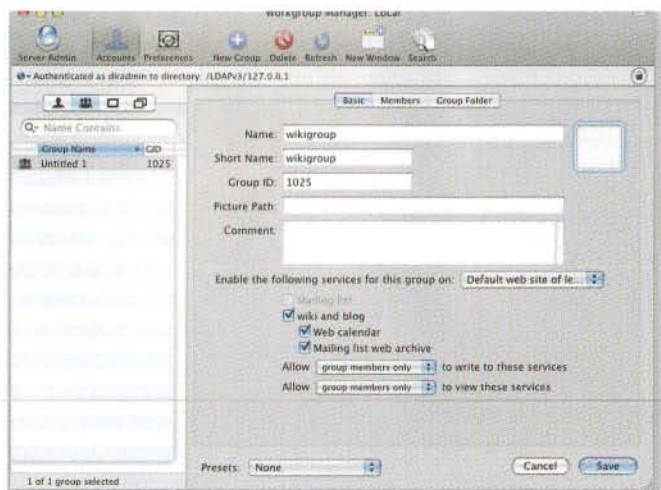 Workgroup Manager: Local
Server Admin Accounts Preferences New Group Delete Refresh New Window Search
Authenticated as diradmin to directory: /LDAPv3/127.0.0.1
Basic Members Group Folder
Name Contains
Group Name GID
Untitled 1 1025
Name: wikigroup
Short Name: wikigroup
Group ID: 1025
Picture Path:
Comment:
Enable the following services for this group on: Default web site of le...
Mailing list
wiki and blog
Web calendar
Mailing list web archive
Allow group members only to write to these services
Allow group members only to view these services
Presets: None Cancel Save
1 of 1 group selected